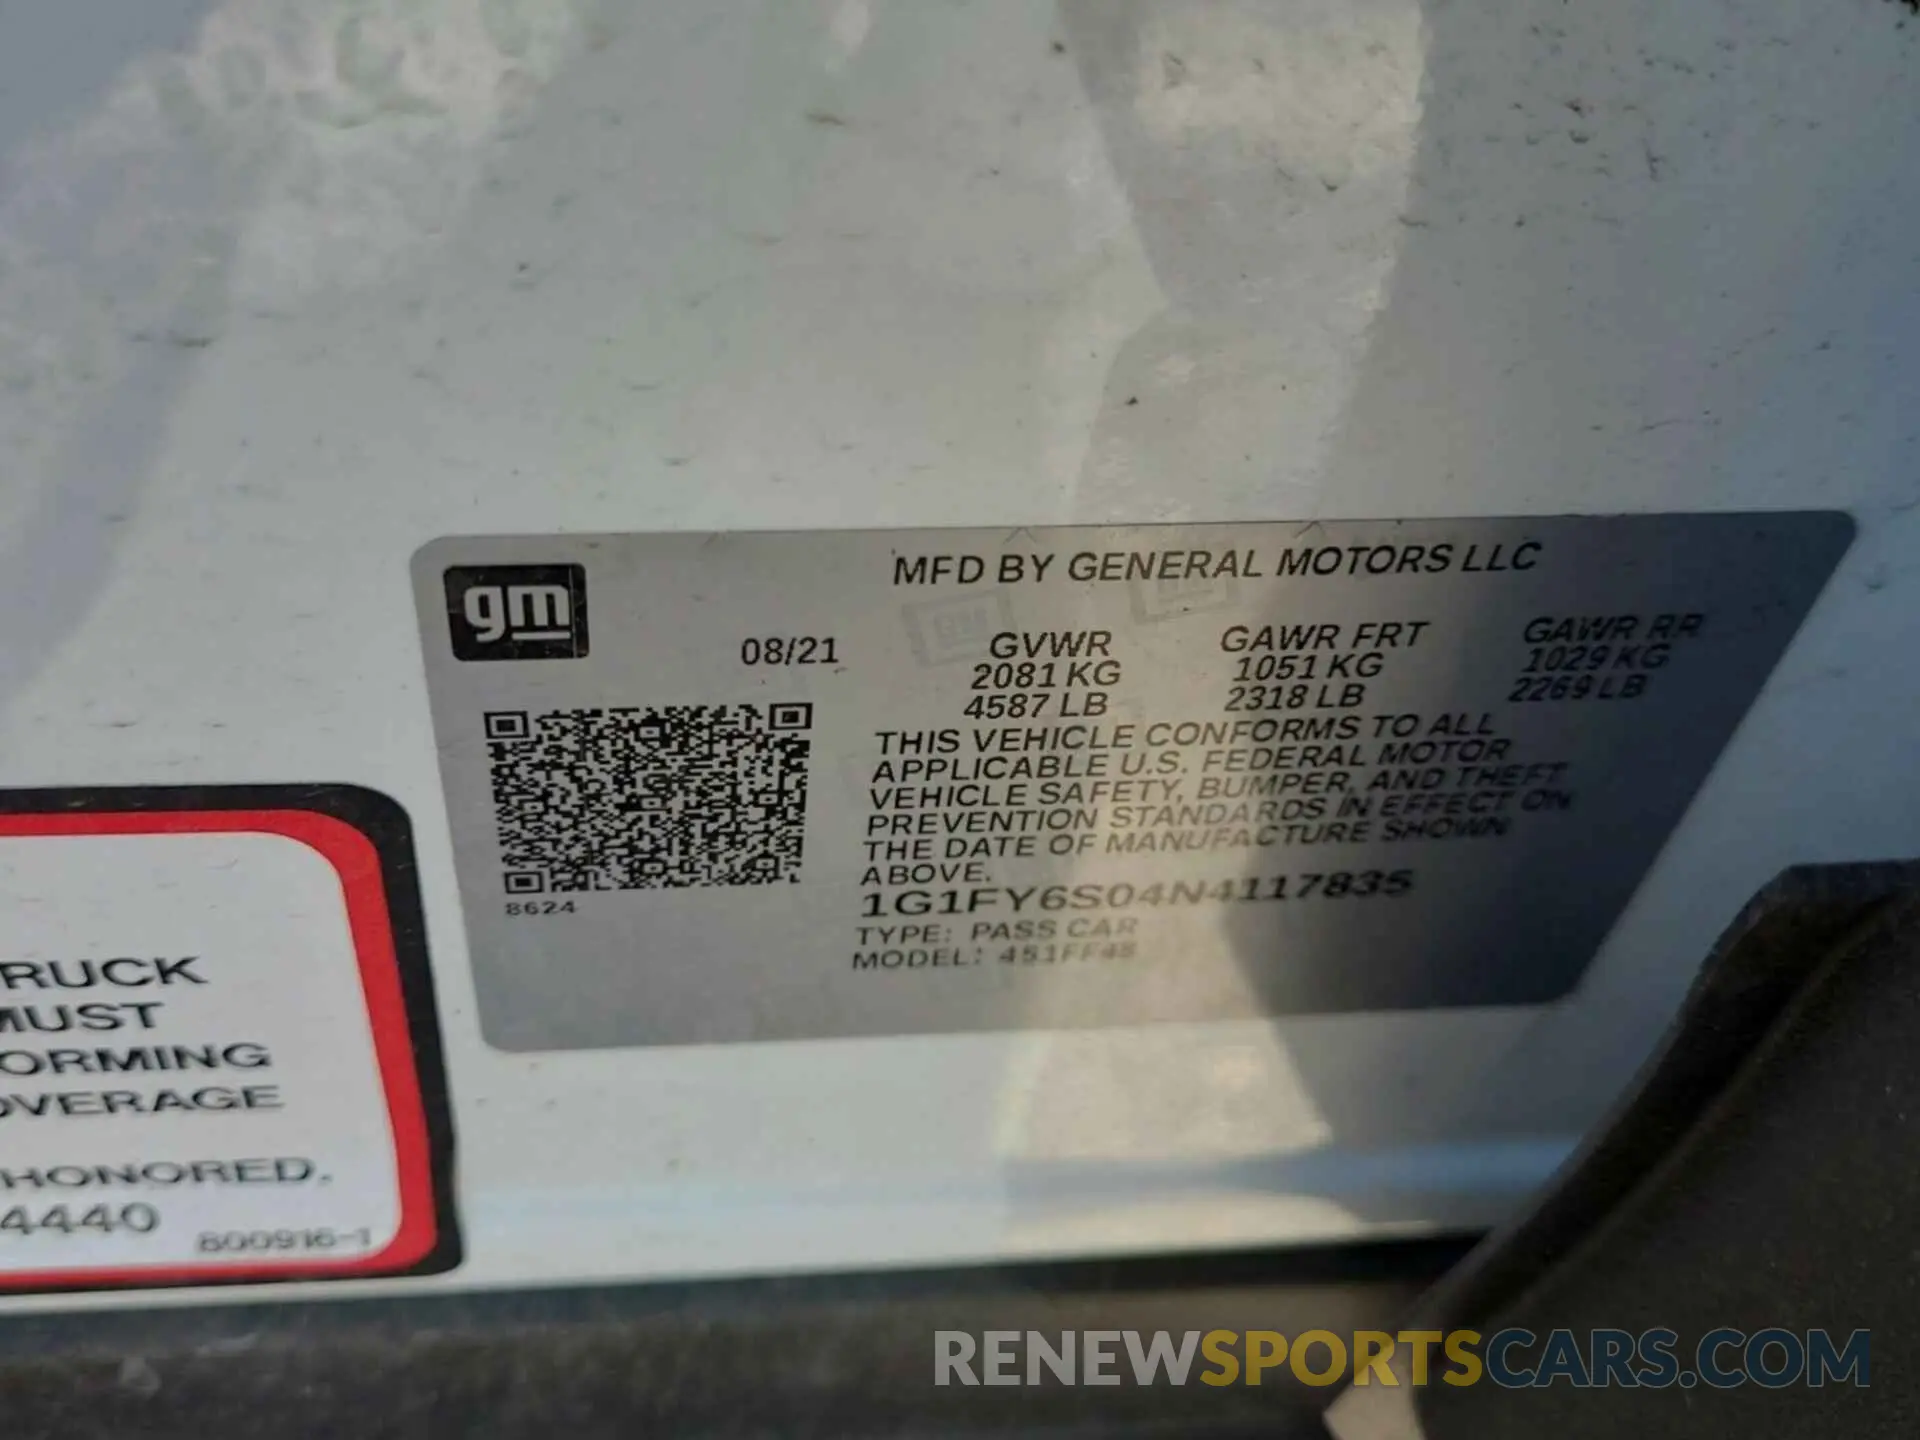 gm
MFD BY GENERAL MOTORS LLC
08/21
GVWR
2081 KG
4587 LB
GAWR FRT
1051 KG
2318 LB
GAWR RR
1029 KG
2269 LB
THIS VEHICLE CONFORMS TO ALL
APPLICABLE U.S. FEDERAL MOTOR
VEHICLE SAFETY, BUMPER, AND THEFT
PREVENTION STANDARDS IN EFFECT ON
THE DATE OF MANUFACTURE SHOWN
ABOVE.
1G1FY6S04N4117835
TYPE: PASS CAR
MODEL:
8624
RUCK
MUST
ORMING
OVERAGE
HONORED.
4440
800916-1
RENEWSPORTSCARS.COM